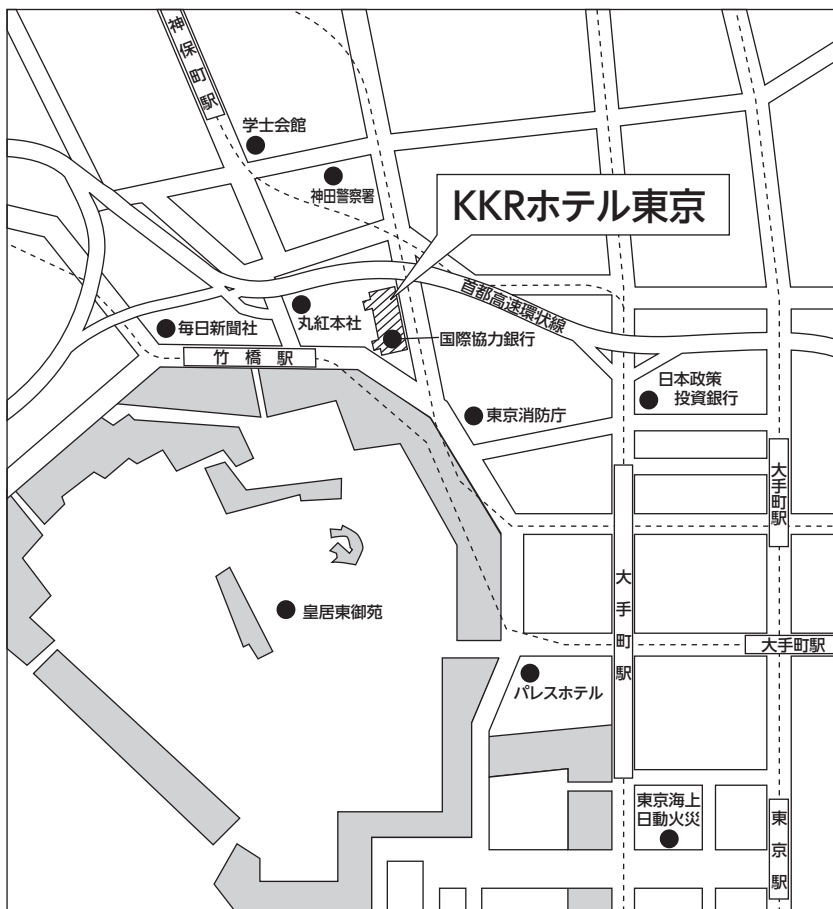 神保町駅
学士会館
神田警察署
KKRホテル東京
首都高速環状線
丸紅本社
毎日新聞社
国際協力銀行
竹橋駅
日本政策
投資銀行
東京消防庁
大手町駅
大手町駅
皇居東御苑
大手町駅
パレスホテル
東京海上
日動火災
東京駅